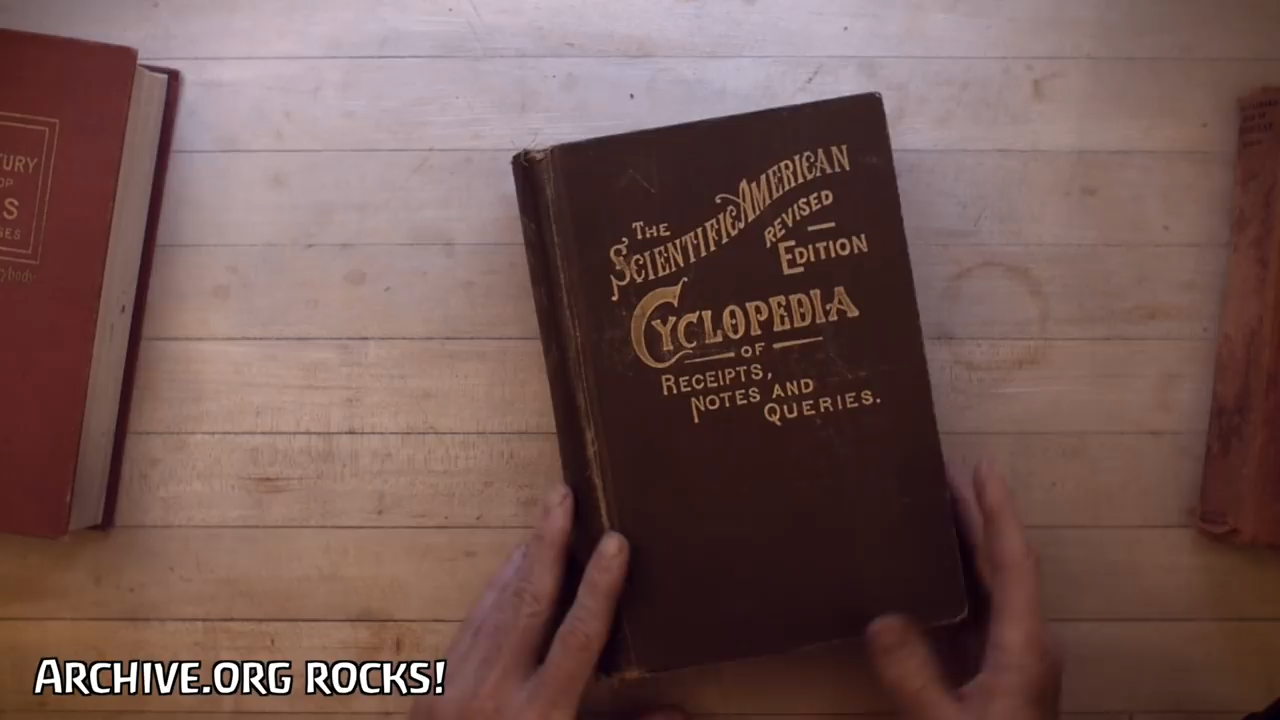 TURY
OP
S
GES
THE
SCIENTIFIC AMERICAN
REVISED
EDITION
CYCLOPEDIA
OF
RECEIPTS,
NOTES AND
QUERIES.
ARCHIVE.ORG ROCKS!